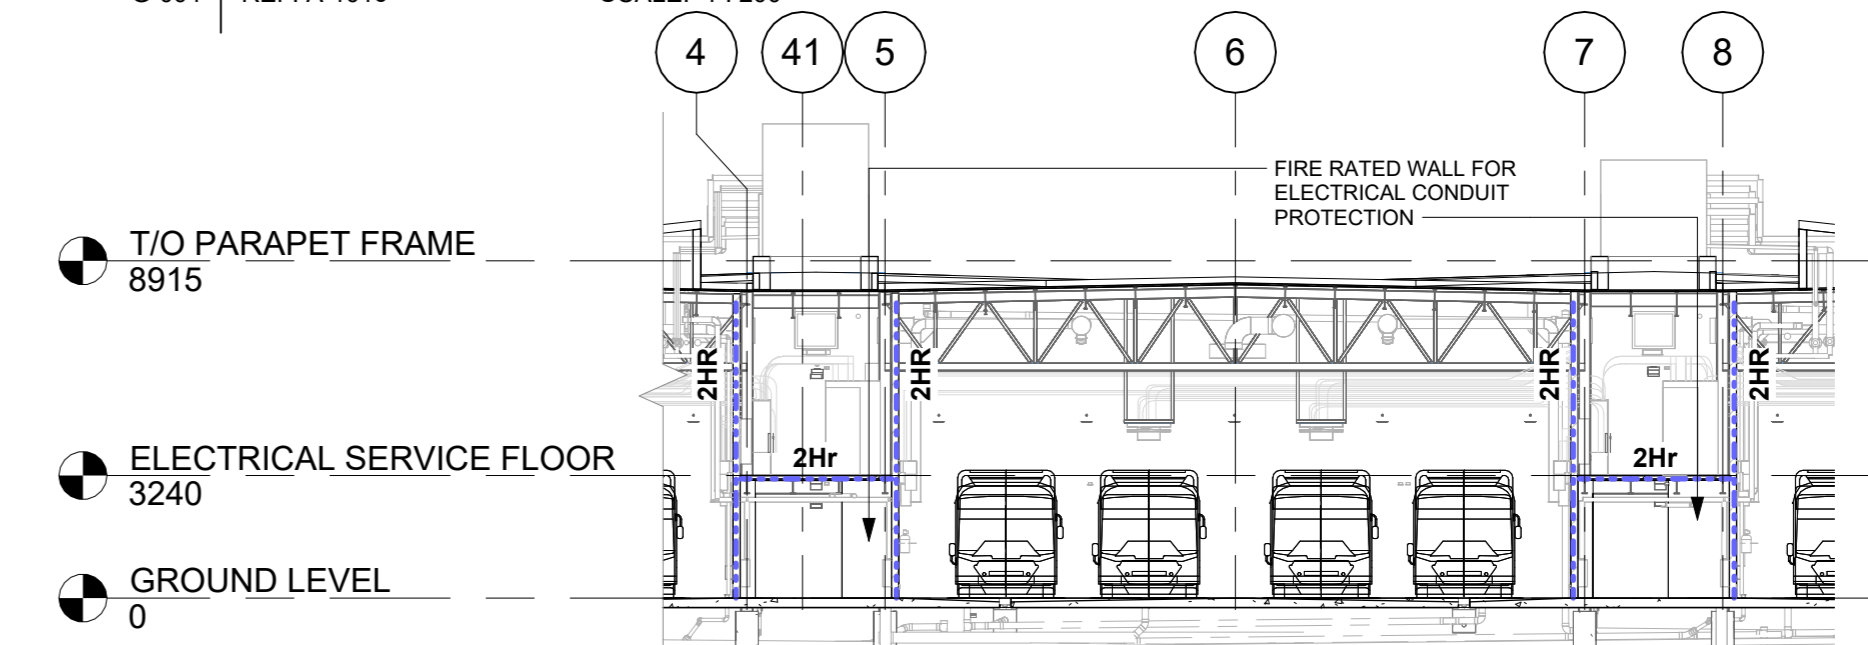 4
41
5
6
7
8
FIRE RATED WALL FOR
ELECTRICAL CONDUIT
PROTECTION
T/O PARAPET FRAME
8915
2HR
2HR
2HR
2HR
ELECTRICAL SERVICE FLOOR
3240
2Hr
2Hr
GROUND LEVEL
0